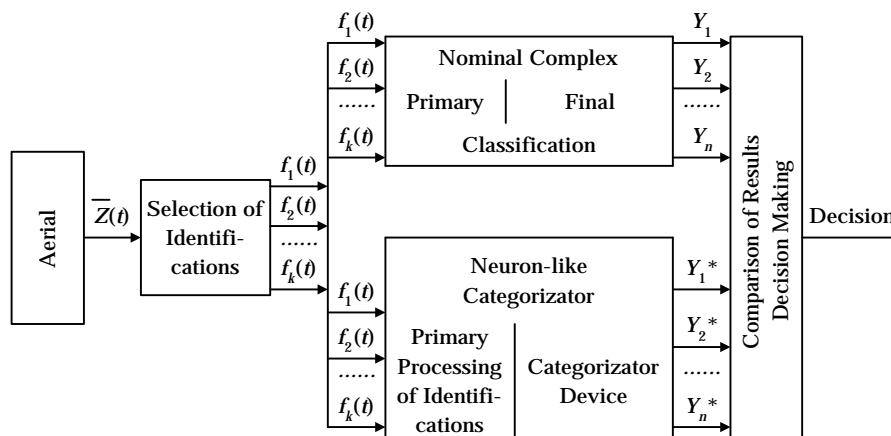 Aerial
Z̅(t)
Selection of
Identifi-
cations
f₁(t)
f₂(t)
......
fₖ(t)
f₁(t)
f₂(t)
......
fₖ(t)
Nominal Complex
Primary | Final
Classification
Y₁
Y₂
......
Yₙ
f₁(t)
f₂(t)
......
fₖ(t)
Neuron-like
Categorizator
Primary
Processing
of Identifi-
cations
Categorizator
Device
Y₁*
Y₂*
......
Yₙ*
Comparison of Results
Decision Making
Decision